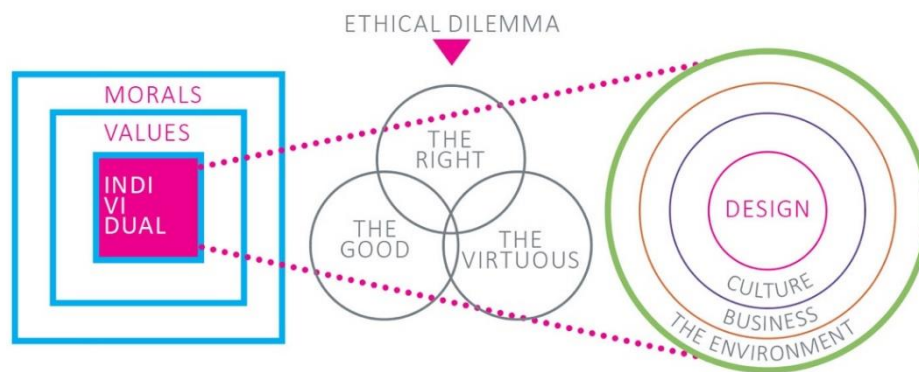 ETHICAL DILEMMA
MORALS
VALUES
INDI
VI
DUAL
THE
RIGHT
THE
GOOD
THE
VIRTUOUS
DESIGN
CULTURE
BUSINESS
THE ENVIRONMENT